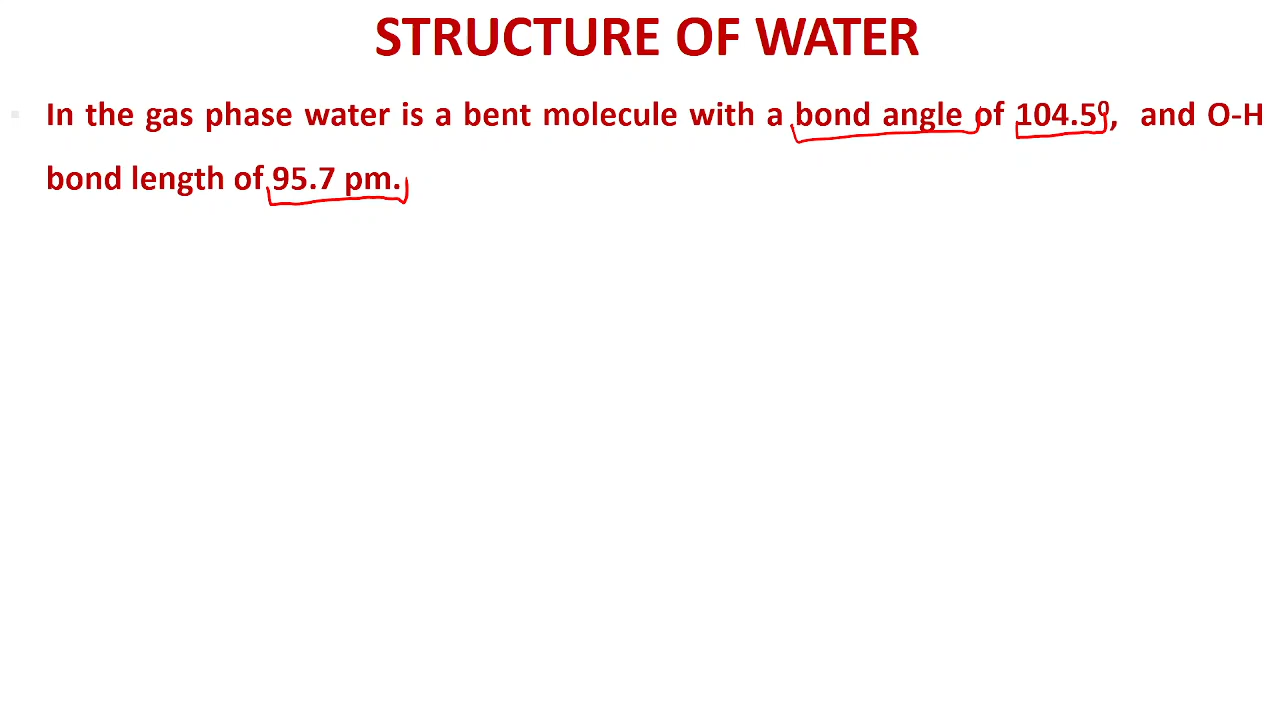 STRUCTURE OF WATER
In the gas phase water is a bent molecule with a bond angle of 104.5⁰, and O-H
bond length of 95.7 pm.